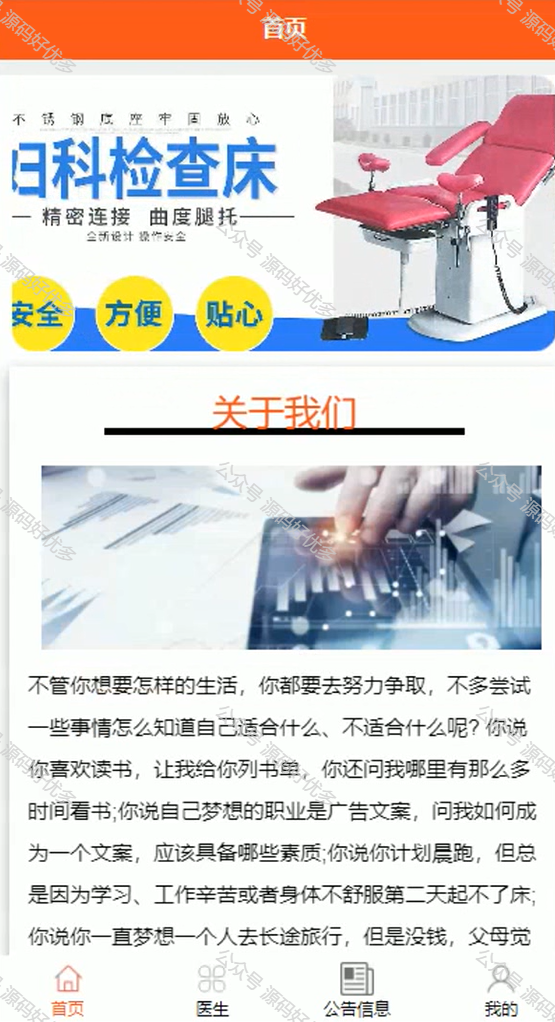 首页
不锈钢底座牢固放心
妇科检查床
精密连接 曲度腿托
全新设计 操作安全
安全 方便 贴心
关于我们
不管你想要怎样的生活，你都要去努力争取，不多尝试
一些事情怎么知道自己适合什么、不适合什么呢? 你说
你喜欢读书，让我给你列书单，你还问我哪里有那么多
时间看书;你说自己梦想的职业是广告文案，问我如何成
为一个文案，应该具备哪些素质;你说你计划晨跑，但总
是因为学习、工作辛苦或者身体不舒服第二天起不了床;
你说你一直梦想一个人去长途旅行，但是没钱，父母觉
首页 医生 公告信息 我的
公众号 源码好优多